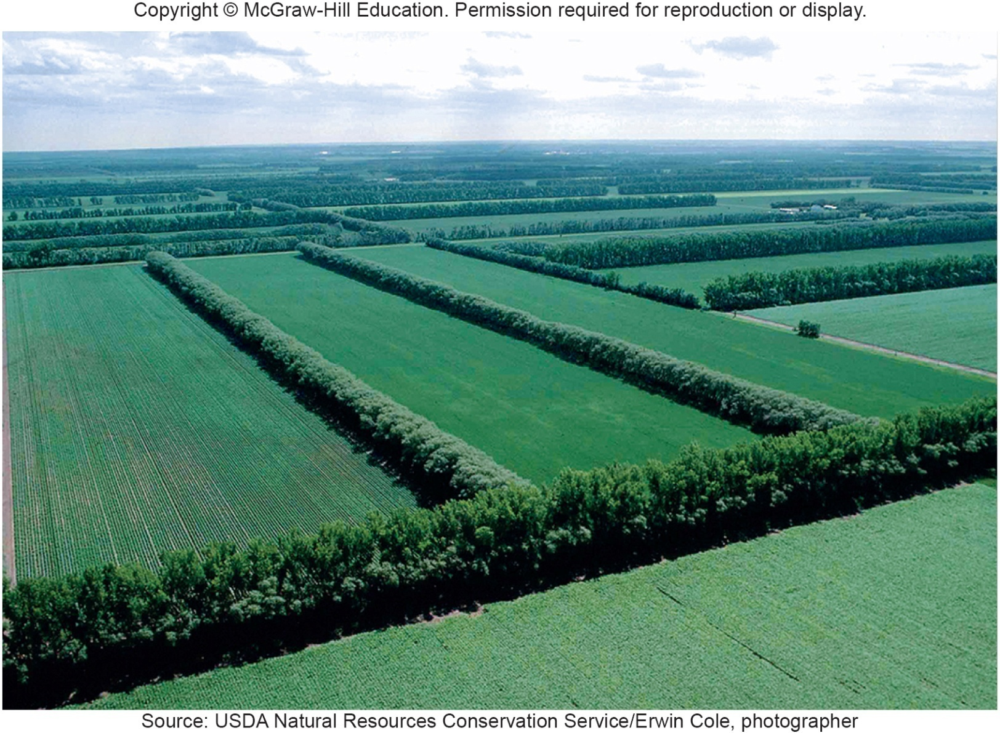 Copyright © McGraw-Hill Education. Permission required for reproduction or display.
Source: USDA Natural Resources Conservation Service/Erwin Cole, photographer